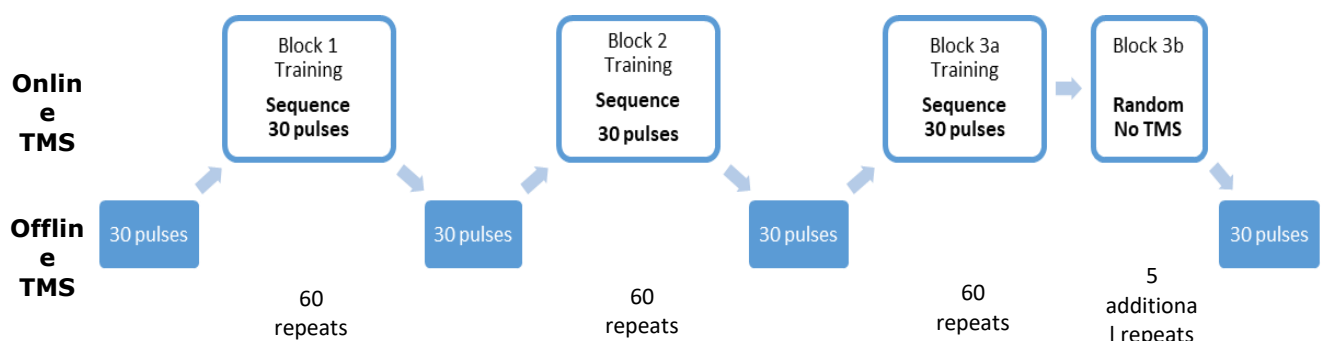 Onlin
e
TMS
Block 1
Training
Sequence
30 pulses
Block 2
Training
Sequence
30 pulses
Block 3a
Training
Sequence
30 pulses
Block 3b
Random
No TMS
Offlin
e
TMS
30 pulses
30 pulses
30 pulses
30 pulses
60
repeats
60
repeats
60
repeats
5
additiona
l repeats